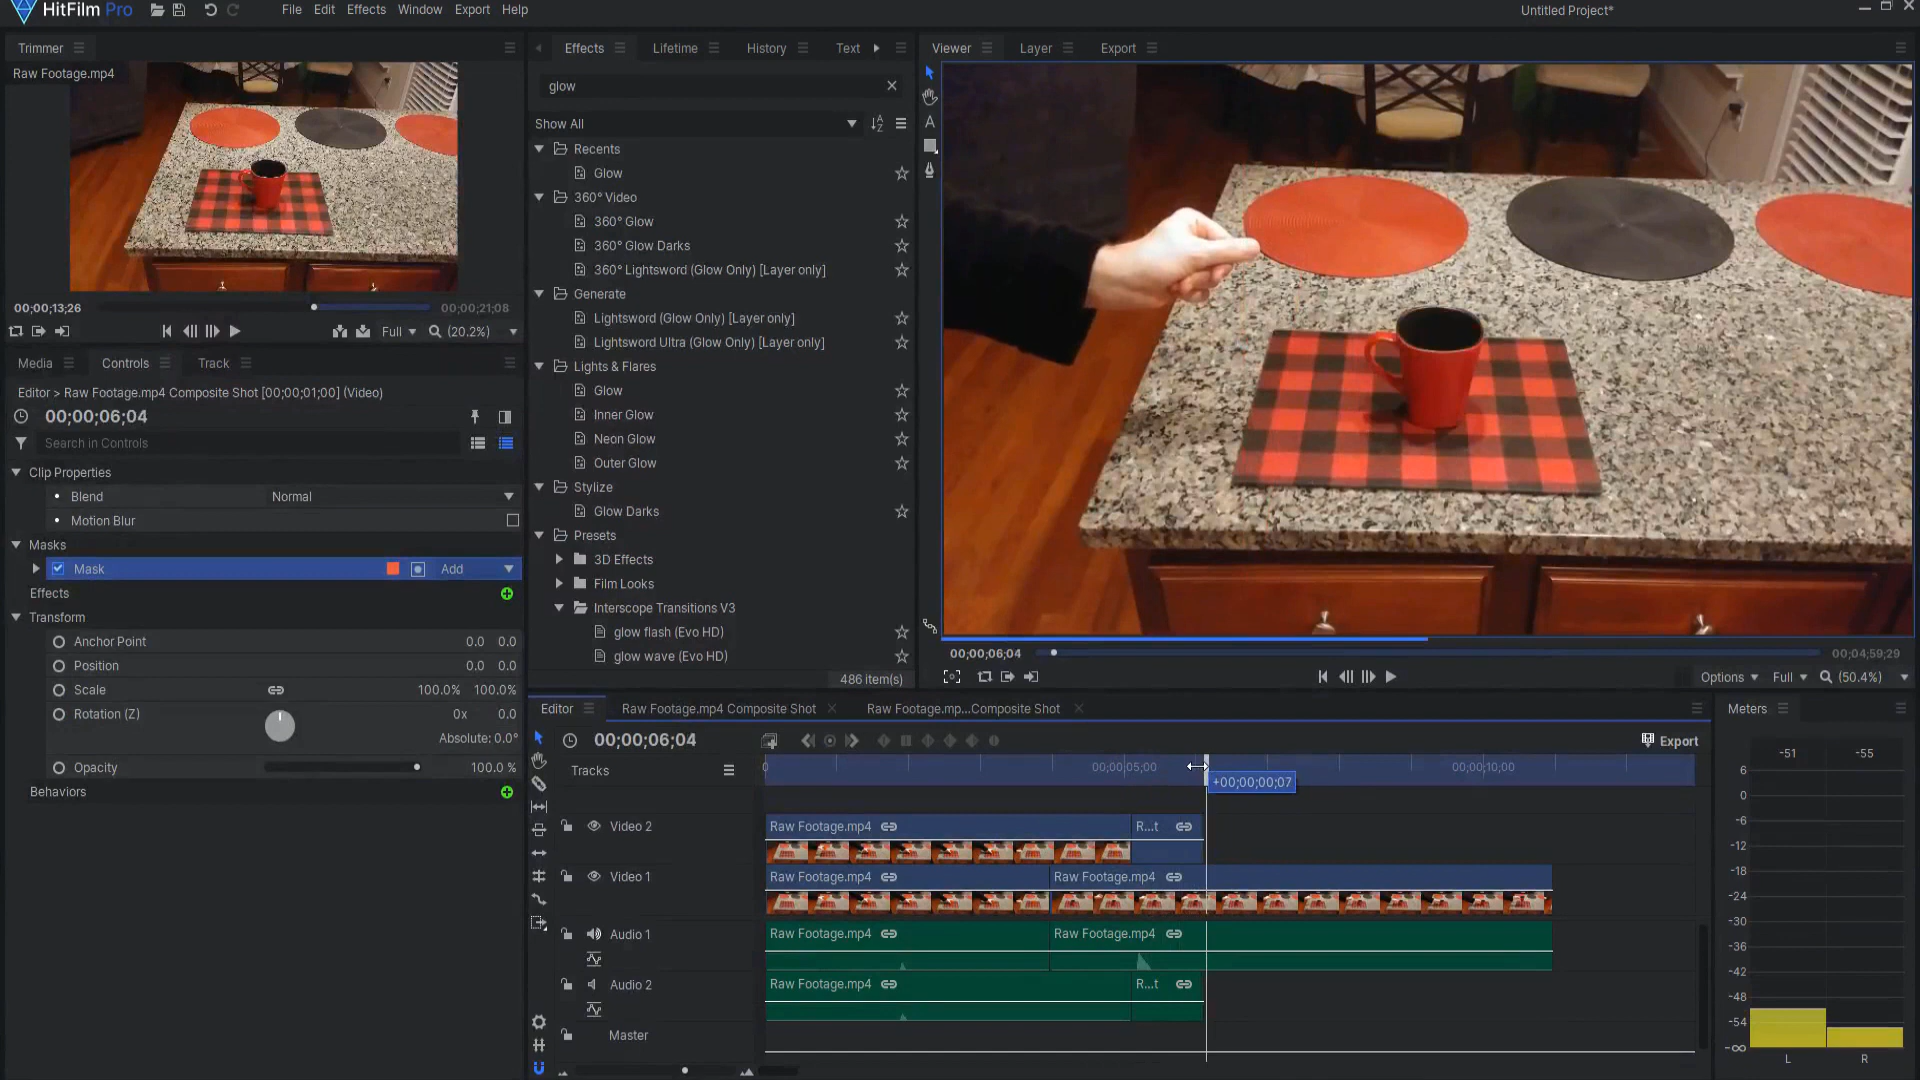 HitFilm Pro
File Edit Effects Window Export Help
Untitled Project*
Trimmer
Raw Footage.mp4
00;00;13;26
00;00;21;08
Full
(20.2%)
Media Controls Track
Editor > Raw Footage.mp4 Composite Shot [00;00;01;00] (Video)
00;00;06;04
Search in Controls
Clip Properties
Blend Normal
Motion Blur
Masks
Mask Add
Effects
Transform
Anchor Point 0.0 0.0
Position 0.0 0.0
Scale 100.0% 100.0%
Rotation (Z) 0x 0.0
Absolute: 0.0°
Opacity 100.0 %
Behaviors
Effects Lifetime History Text
glow
Show All
Recents
Glow
360° Video
360° Glow
360° Glow Darks
360° Lightsword (Glow Only) [Layer only]
Generate
Lightsword (Glow Only) [Layer only]
Lightsword Ultra (Glow Only) [Layer only]
Lights & Flares
Glow
Inner Glow
Neon Glow
Outer Glow
Stylize
Glow Darks
Presets
3D Effects
Film Looks
Interscope Transitions V3
glow flash (Evo HD)
glow wave (Evo HD)
486 item(s)
Viewer Layer Export
00;00;06;04
00;04;59;29
Options Full (50.4%)
Editor Raw Footage.mp4 Composite Shot Raw Footage.mp...Composite Shot
00;00;06;04
Export
Tracks
0 00;00;05;00 00;00;10;00
+00;00;00;07
Video 2 Raw Footage.mp4 R...t
Video 1 Raw Footage.mp4 Raw Footage.mp4
Audio 1 Raw Footage.mp4 Raw Footage.mp4
Audio 2 Raw Footage.mp4 R...t
Master
Meters
-51 -55
6
0
-6
-12
-18
-24
-30
-36
-42
-48
-54
-∞
L R